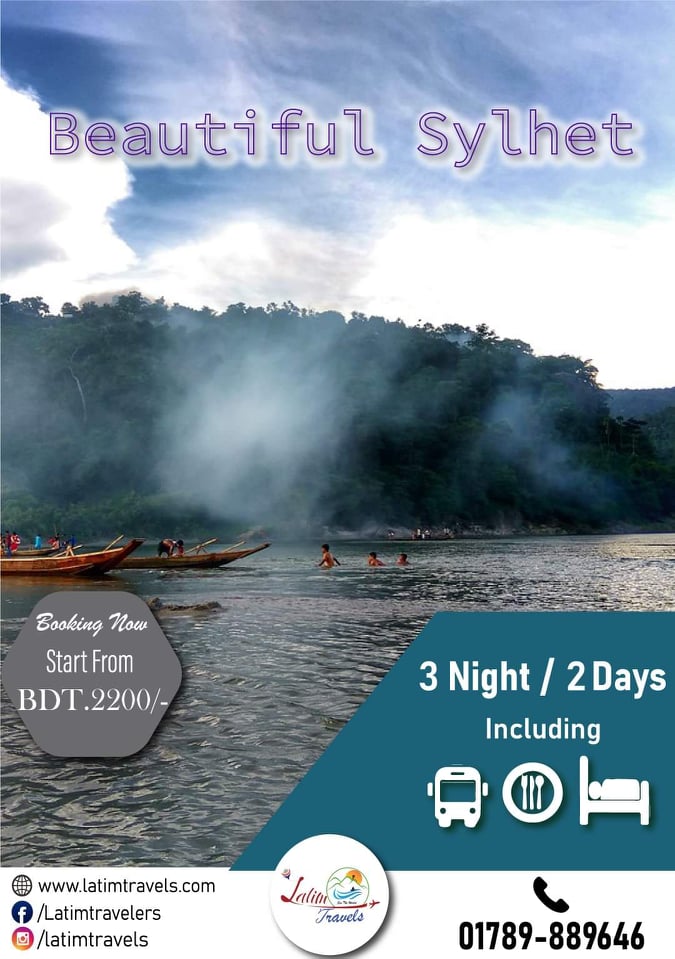 Beautiful Sylhet
Booking Now
Start From
BDT.2200/-
3 Night / 2 Days
Including
www.latimtravels.com
/Latimtravelers
/latimtravels
Latim
Travels
01789-889646